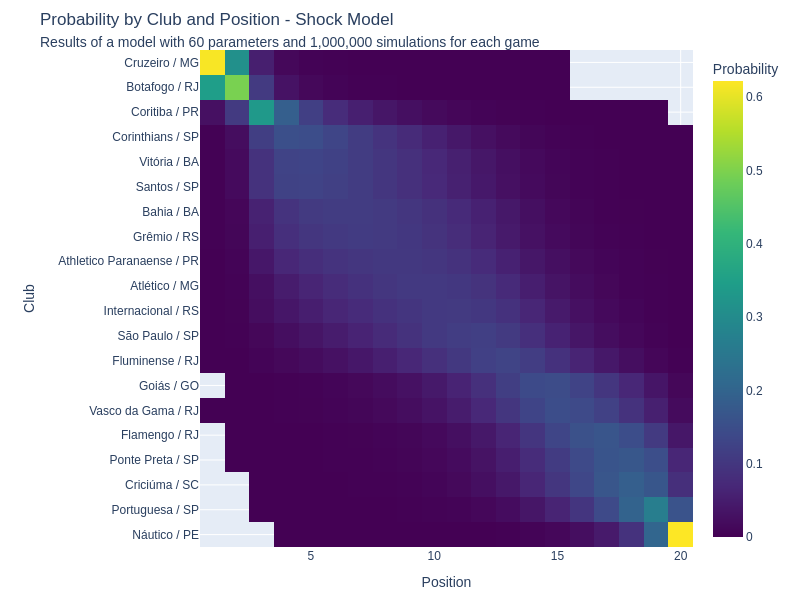 Probability by Club and Position - Shock Model
Results of a model with 60 parameters and 1,000,000 simulations for each game
Probability
Cruzeiro / MG
Botafogo / RJ
Coritiba / PR
Corinthians / SP
Vitória / BA
Santos / SP
Bahia / BA
Grêmio / RS
Athletico Paranaense / PR
Atlético / MG
Internacional / RS
São Paulo / SP
Fluminense / RJ
Goiás / GO
Vasco da Gama / RJ
Flamengo / RJ
Ponte Preta / SP
Criciúma / SC
Portuguesa / SP
Náutico / PE
Club
5
10
15
20
Position
0.6
0.5
0.4
0.3
0.2
0.1
0